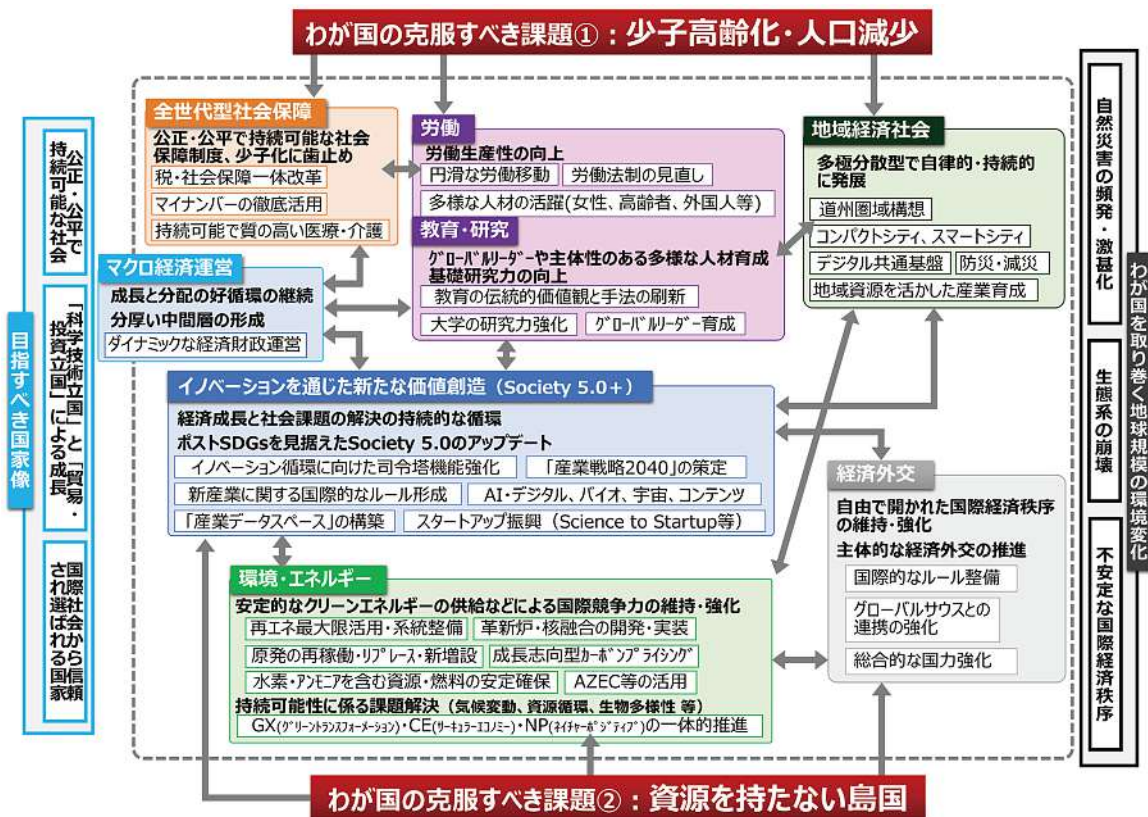 わが国の克服すべき課題①：少子高齢化・人口減少
目指すべき国家像
公正・公平で
持続可能な社会
「科学技術立国」と「貿易・
投資立国」による成長
国際社会から信頼
され選ばれる国家
全世代型社会保障
公正・公平で持続可能な社会
保障制度、少子化に歯止め
税・社会保障一体改革
マイナンバーの徹底活用
持続可能で質の高い医療・介護
労働
労働生産性の向上
円滑な労働移動
労働法制の見直し
多様な人材の活躍(女性、高齢者、外国人等)
教育・研究
グローバルリーダーや主体性のある多様な人材育成
基礎研究力の向上
教育の伝統的価値観と手法の刷新
大学の研究力強化
グローバルリーダー育成
地域経済社会
多極分散型で自律的・持続的
に発展
道州圏域構想
コンパクトシティ、スマートシティ
デジタル共通基盤
防災・減災
地域資源を活かした産業育成
マクロ経済運営
成長と分配の好循環の継続
分厚い中間層の形成
ダイナミックな経済財政運営
イノベーションを通じた新たな価値創造（Society 5.0＋）
経済成長と社会課題の解決の持続的な循環
ポストSDGsを見据えたSociety 5.0のアップデート
イノベーション循環に向けた司令塔機能強化
「産業戦略2040」の策定
新産業に関する国際的なルール形成
AI・デジタル、バイオ、宇宙、コンテンツ
「産業データスペース」の構築
スタートアップ振興（Science to Startup等）
経済外交
自由で開かれた国際経済秩序
の維持・強化
主体的な経済外交の推進
国際的なルール整備
グローバルサウスとの
連携の強化
総合的な国力強化
環境・エネルギー
安定的なクリーンエネルギーの供給などによる国際競争力の維持・強化
再エネ最大限活用・系統整備
革新炉・核融合の開発・実装
原発の再稼働・リプレース・新増設
成長志向型カーボンプライシング
水素・アンモニアを含む資源・燃料の安定確保
AZEC等の活用
持続可能性に係る課題解決（気候変動、資源循環、生物多様性 等）
GX(グリーントランスフォーメーション)・CE(サーキュラーエコノミー)・NP(ネイチャーポジティブ)の一体的推進
自然災害の頻発・激甚化
生態系の崩壊
不安定な国際経済秩序
わが国を取り巻く地球規模の環境変化
わが国の克服すべき課題②：資源を持たない島国